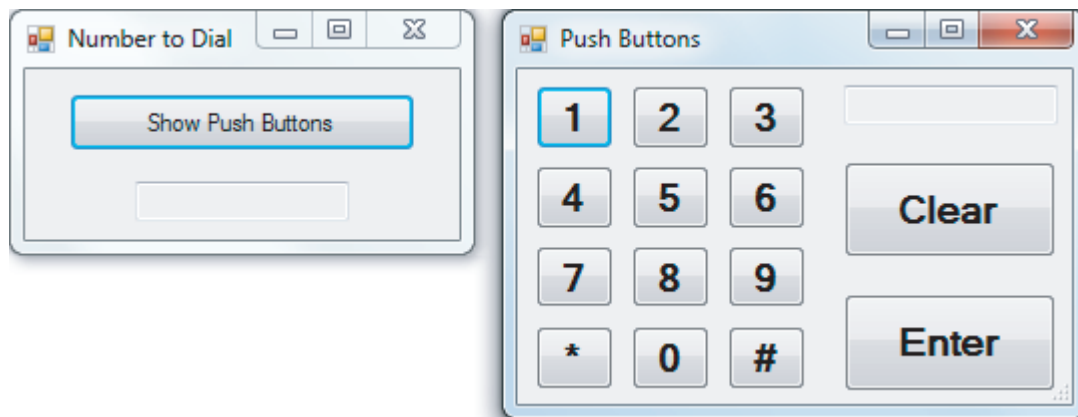 Number to Dial
Show Push Buttons
Push Buttons
1 2 3
4 5 6
Clear
7 8 9
* 0 #
Enter